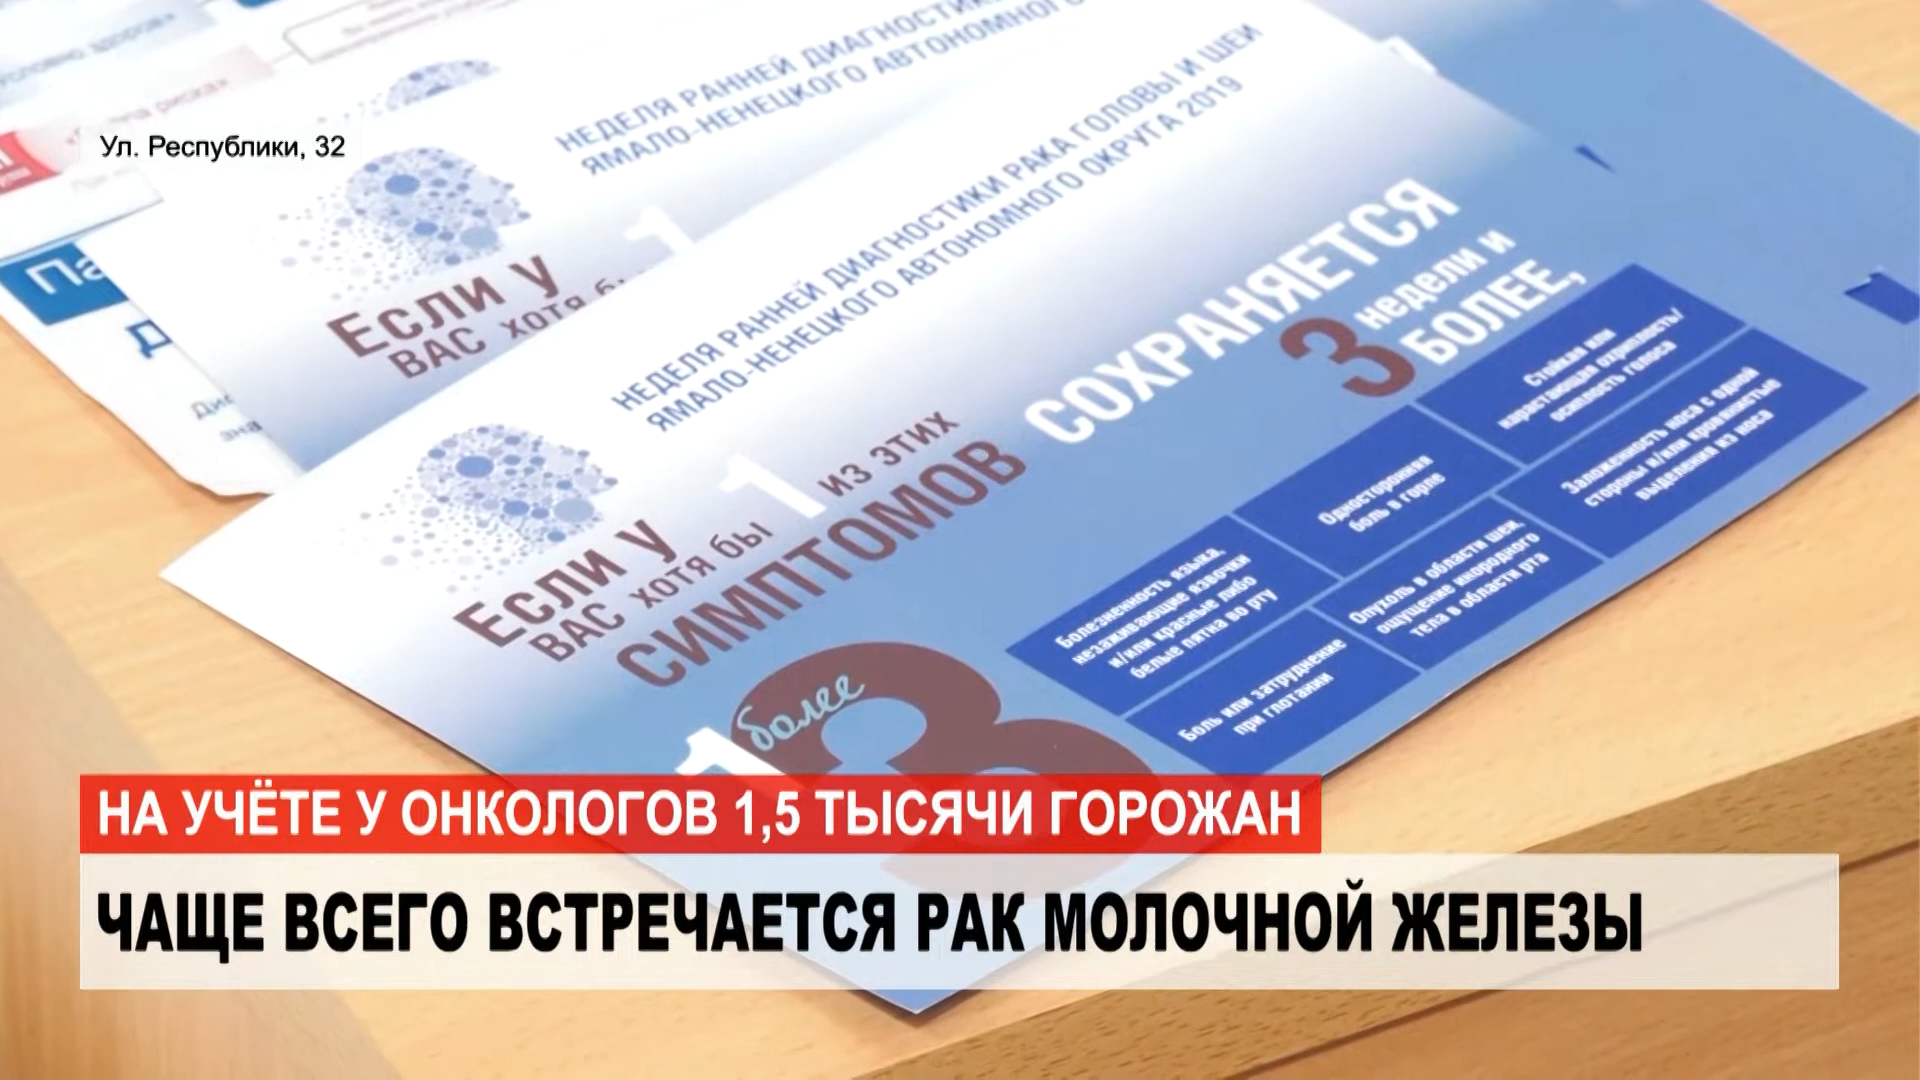 Ул. Республики, 32
НЕДЕЛЯ РАННЕЙ ДИАГНОСТИКИ
ЯМАЛО-НЕНЕЦКОГО АВТОНОМНОГО
Если у
ВАС хотя
1
НЕДЕЛЯ РАННЕЙ ДИАГНОСТИКИ РАКА ГОЛОВЫ И ШЕИ
ЯМАЛО-НЕНЕЦКОГО АВТОНОМНОГО ОКРУГА 2019
Если у
ВАС хотя бы 1 из этих
СИМПТОМОВ СОХРАНЯЕТСЯ
3 недели и
БОЛЕЕ,
Болезненность языка,
незаживающие язвочки
и/или красные либо
белые пятна во рту
Односторонняя
боль в горле
Стойкая или
нарастающая охриплость/
осиплость голоса
Боль или затруднение
при глотании
Опухоль в области шеи,
ощущение инородного
тела в области рта
Заложенность носа с одной
стороны и/или кровянистые
выделения из носа
1 более
3
НА УЧЁТЕ У ОНКОЛОГОВ 1,5 ТЫСЯЧИ ГОРОЖАН
ЧАЩЕ ВСЕГО ВСТРЕЧАЕТСЯ РАК МОЛОЧНОЙ ЖЕЛЕЗЫ